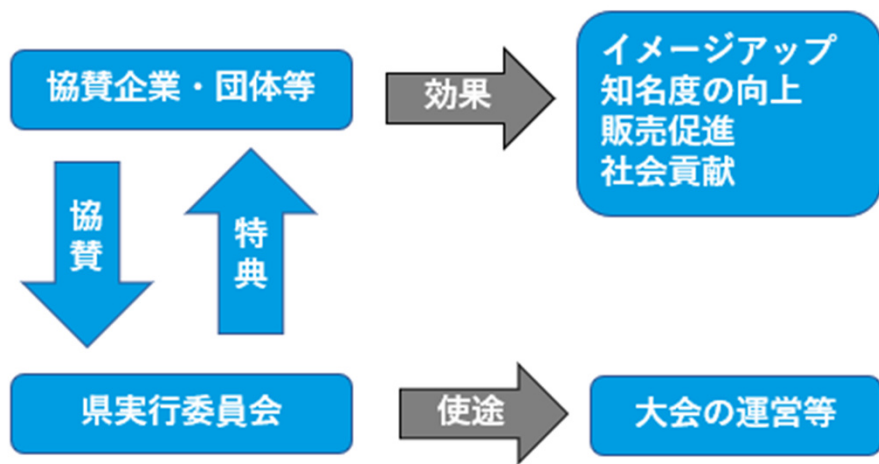 協賛企業・団体等
効果
イメージアップ
知名度の向上
販売促進
社会貢献
協賛
特典
県実行委員会
使途
大会の運営等